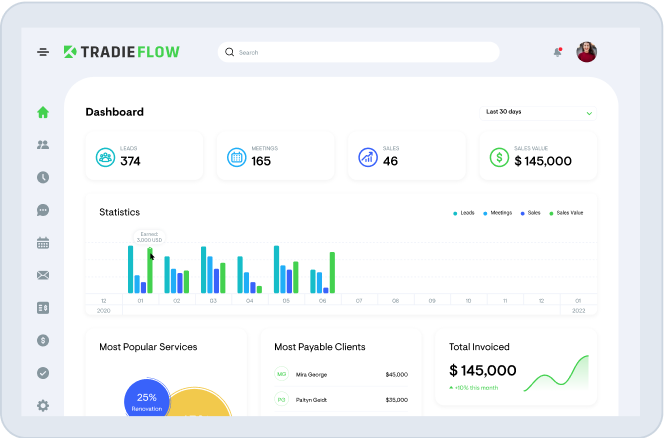 TRADIEFLOW
Search
Dashboard
Last 30 days
LEADS
374
MEETINGS
165
SALES
46
SALES VALUE
$ 145,000
Statistics
Leads Meetings Sales Sales Value
Earned:
3,000 USD
12 01 02 03 04 05 06 07 08 09 10 11 12 01
2020 2022
Most Popular Services
25%
Renovation
Most Payable Clients
MG Mira George $45,000
PG Paityn Geidt $35,000
Total Invoiced
$ 145,000
+10% this month